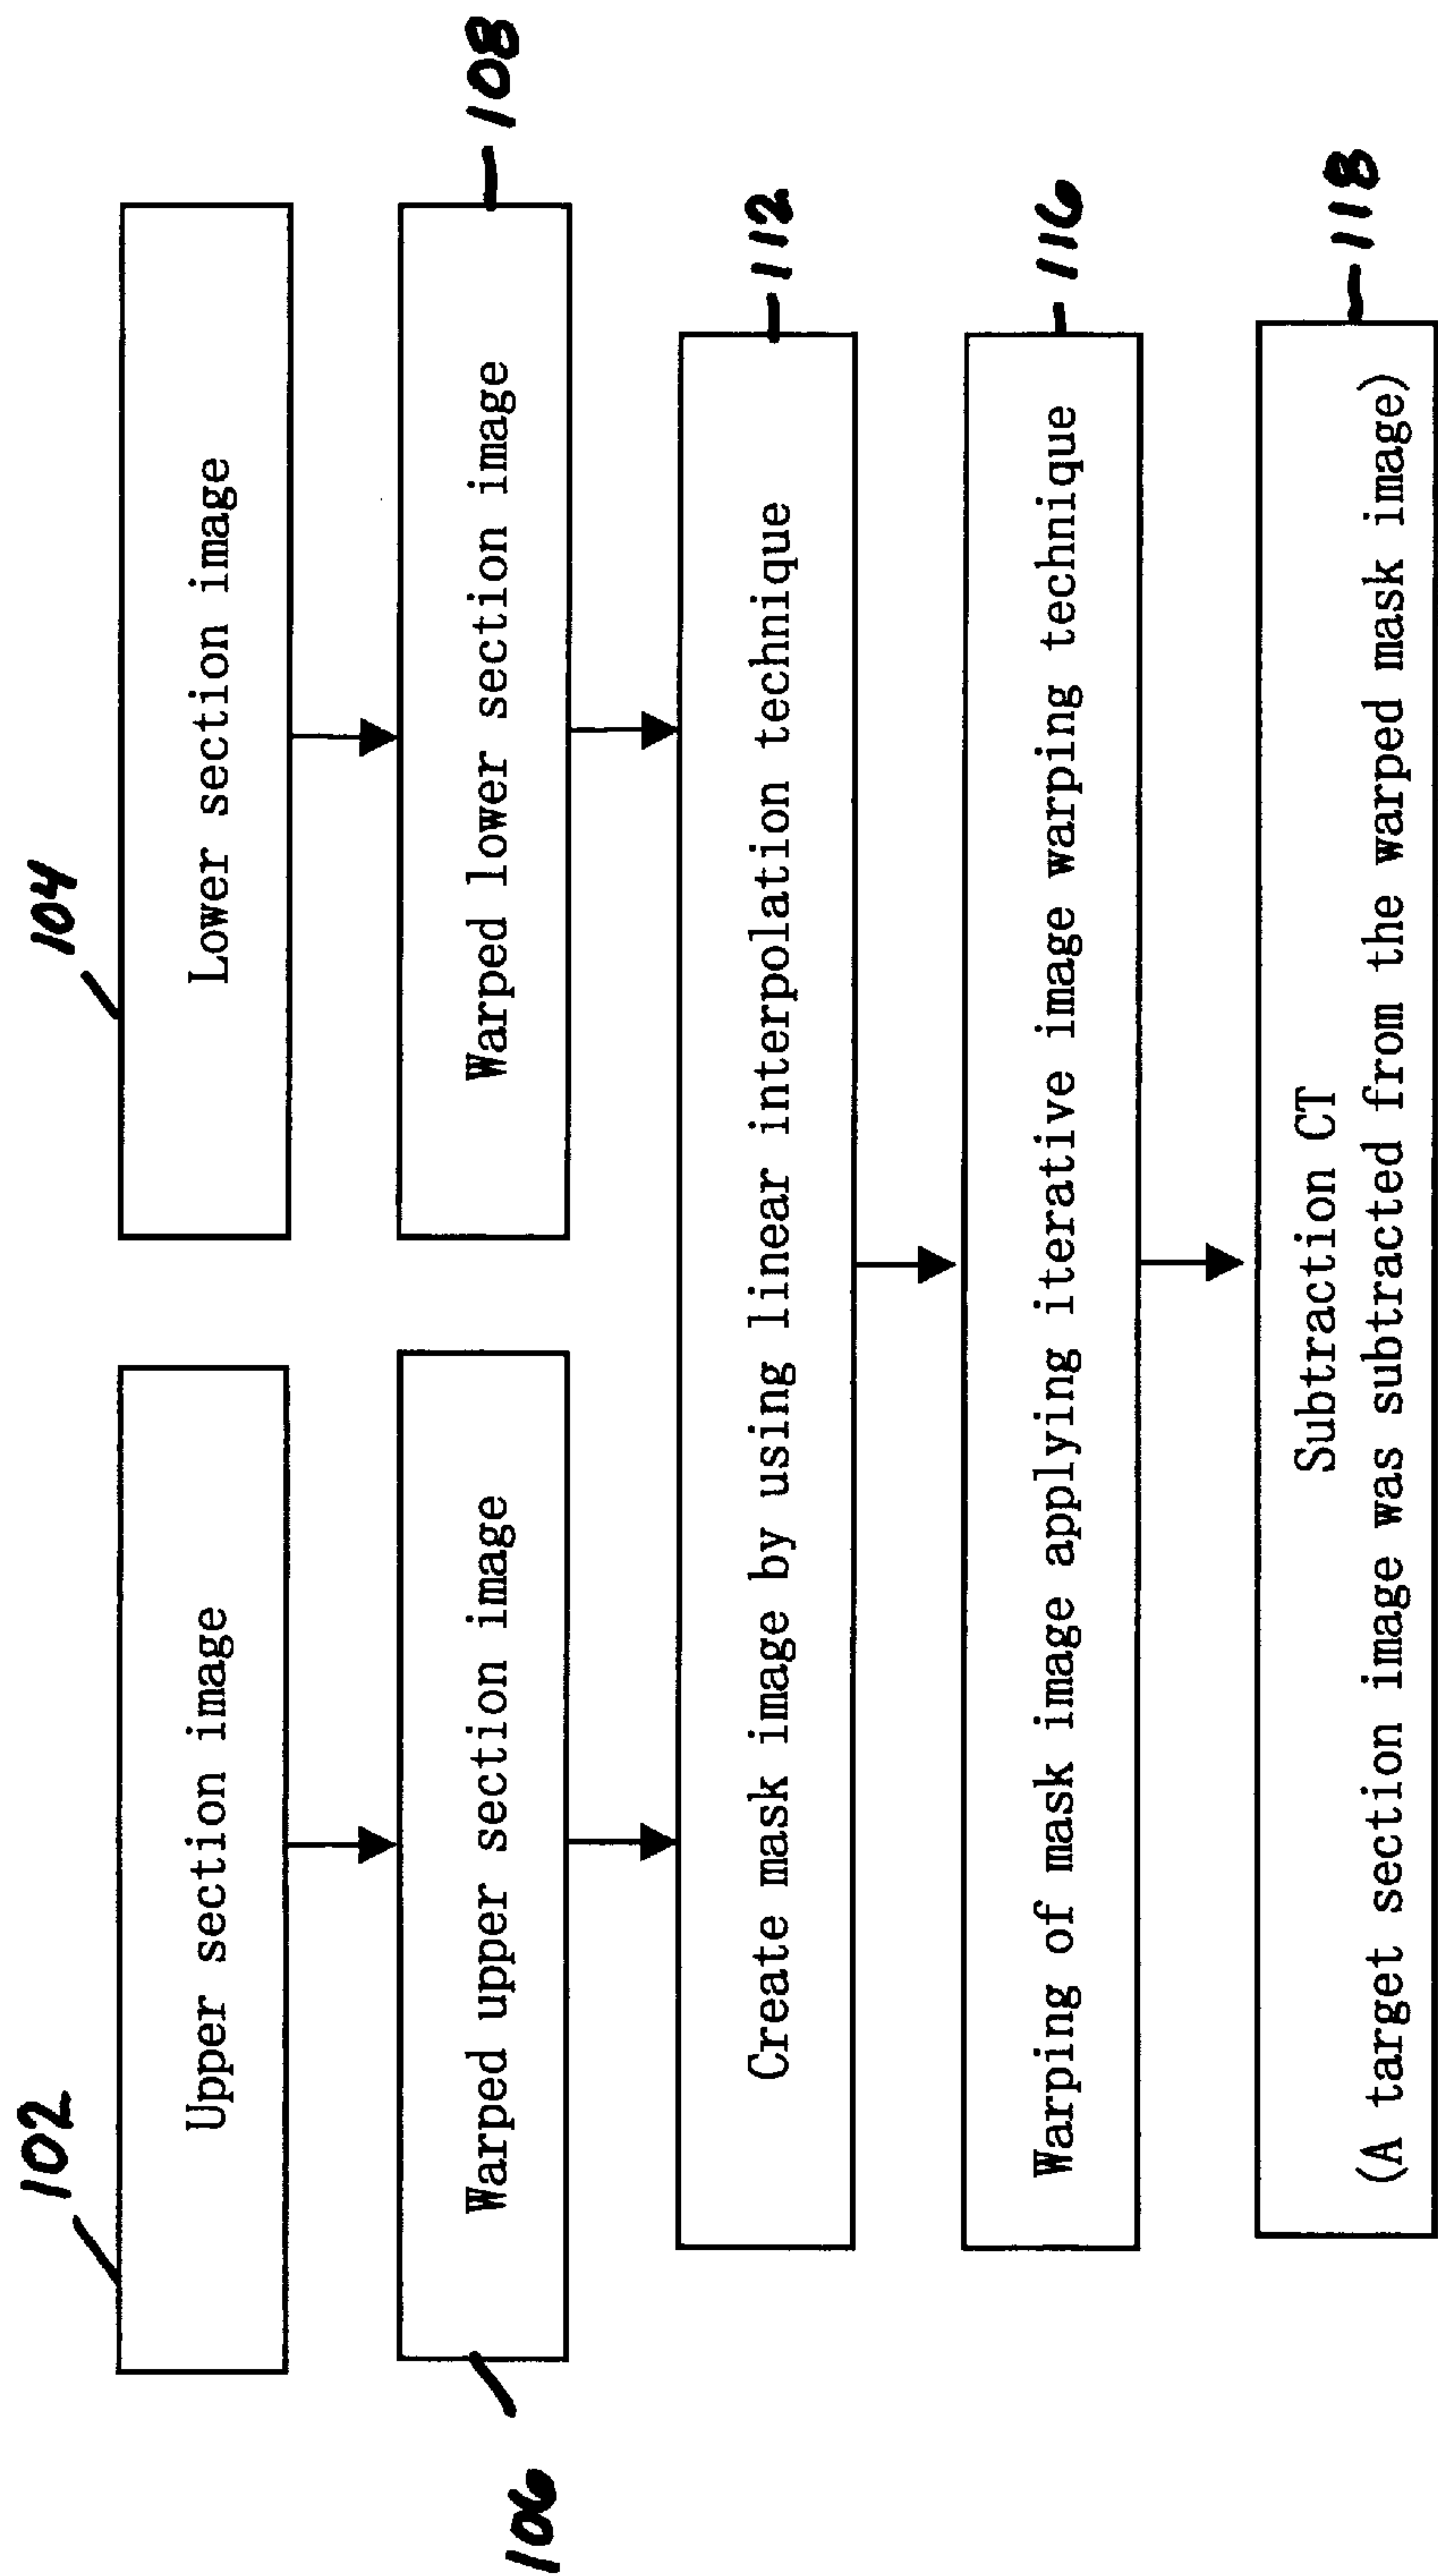 102
Upper section image
104
Lower section image
106
Warped upper section image
108
Warped lower section image
112
Create mask image by using linear interpolation technique
116
Warping of mask image applying iterative image warping technique
118
Subtraction CT
(A target section image was subtracted from the warped mask image)